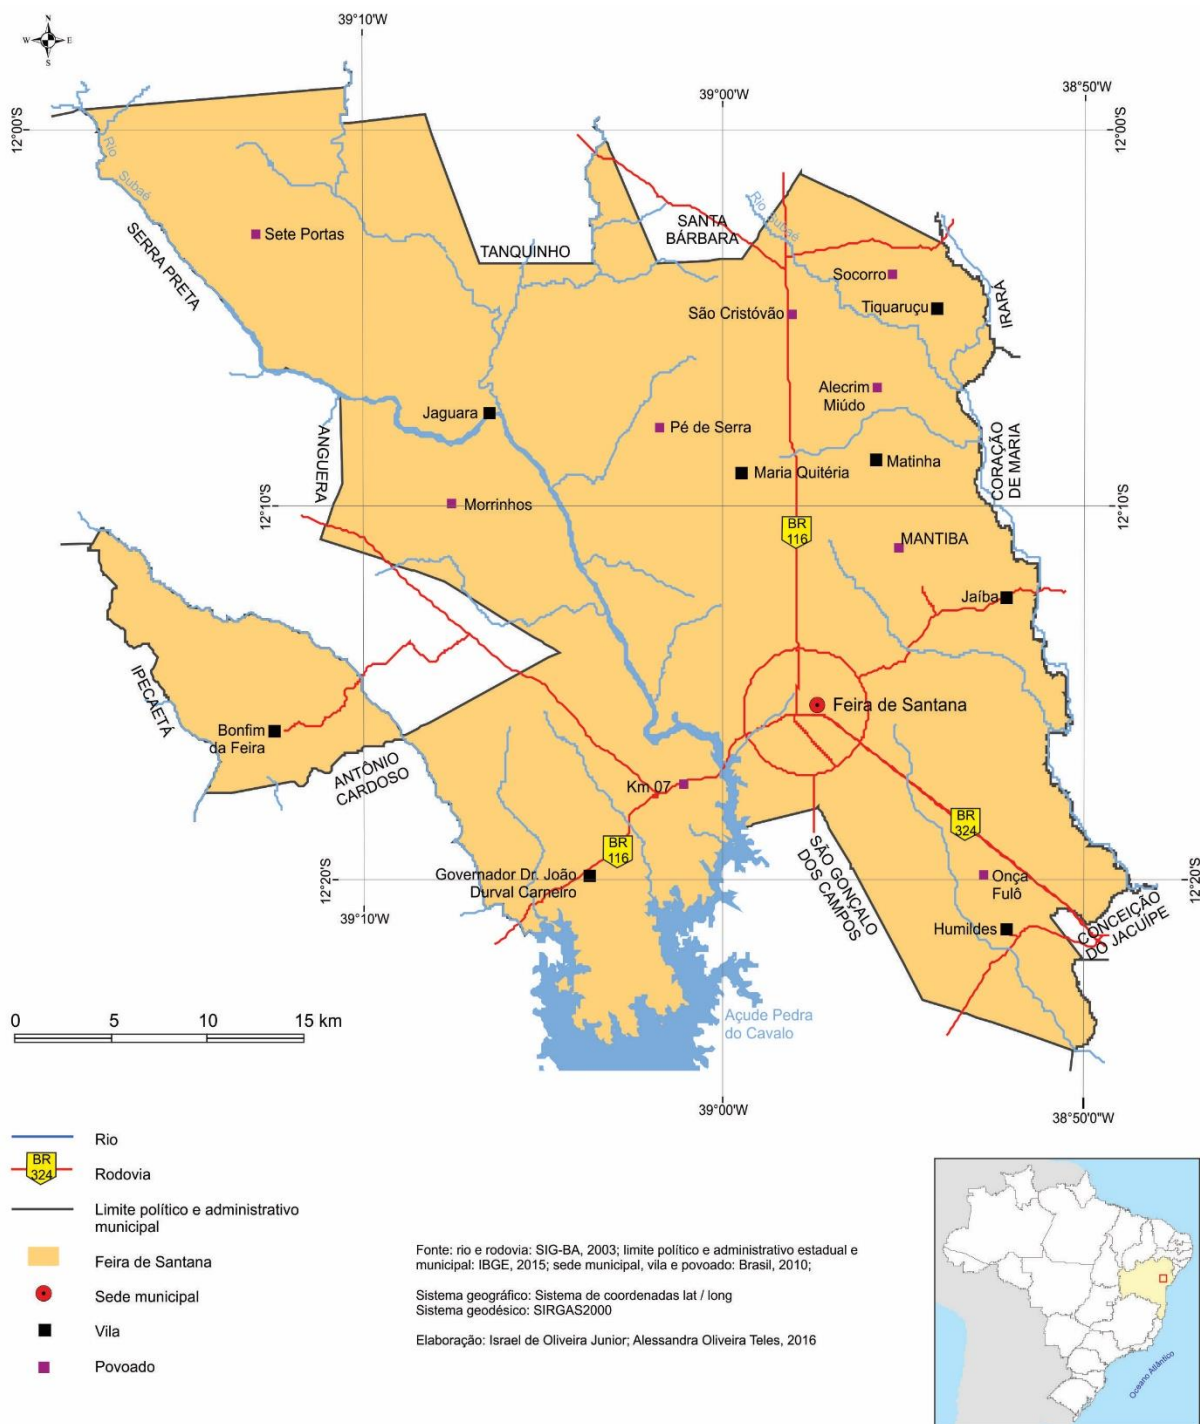 N
W
E
S
39°10'W
39°00'W
38°50'W
12°00'S
12°00'S
Rio
Subaé
Sete Portas
SERRA PRETA
TANQUINHO
SANTA
BÁRBARA
Rio Subaé
Socorro
Tiquaruçu
IRARÁ
São Cristóvão
Alecrim
Miúdo
Jaguara
Pé de Serra
ANGUERA
Maria Quitéria
Matinha
CORAÇÃO
DE MARIA
12°10'S
Morrinhos
12°10'S
BR
116
MANTIBA
Jaíba
IPECAETÁ
Bonfim
da Feira
Feira de Santana
ANTÔNIO
CARDOSO
Km 07
BR
116
BR
324
SÃO GONÇALO
DOS CAMPOS
Governador Dr. João
Durval Carneiro
12°20'S
12°20'S
Onça
Fulô
39°10'W
Humildes
CONCEIÇÃO
DO JACUÍPE
Açude Pedra
do Cavalo
0 5 10 15 km
39°00'W
38°50'0'W
Rio
BR
324
Rodovia
Limite político e administrativo
municipal
Feira de Santana
Sede municipal
Vila
Povoado
Fonte: rio e rodovia: SIG-BA, 2003; limite político e administrativo estadual e
municipal: IBGE, 2015; sede municipal, vila e povoado: Brasil, 2010;
Sistema geográfico: Sistema de coordenadas lat / long
Sistema geodésico: SIRGAS2000
Elaboração: Israel de Oliveira Junior; Alessandra Oliveira Teles, 2016
Oceano Atlântico